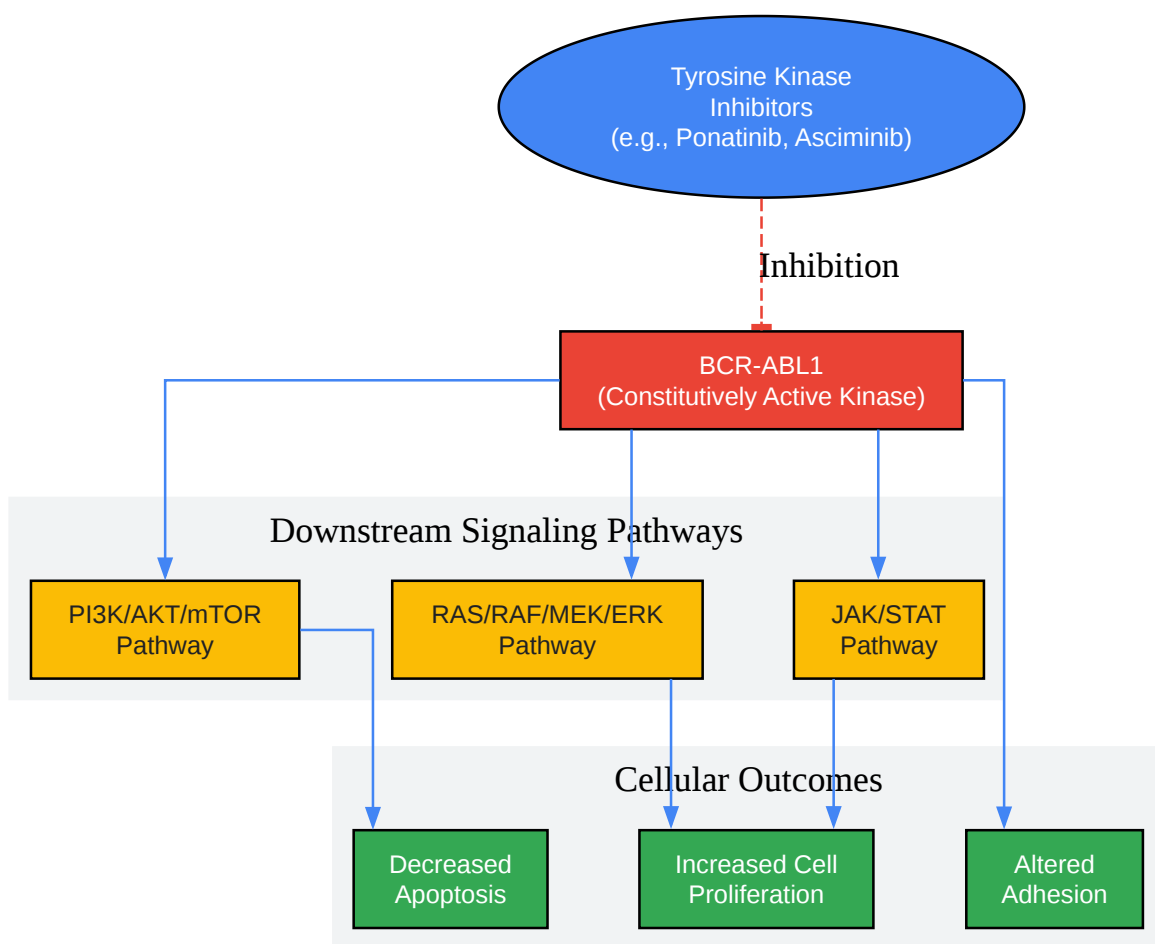 Tyrosine Kinase
Inhibitors
(e.g., Ponatinib, Asciminib)
Inhibition
BCR-ABL1
(Constitutively Active Kinase)
Downstream Signaling Pathways
PI3K/AKT/mTOR
Pathway
RAS/RAF/MEK/ERK
Pathway
JAK/STAT
Pathway
Cellular Outcomes
Decreased
Apoptosis
Increased Cell
Proliferation
Altered
Adhesion